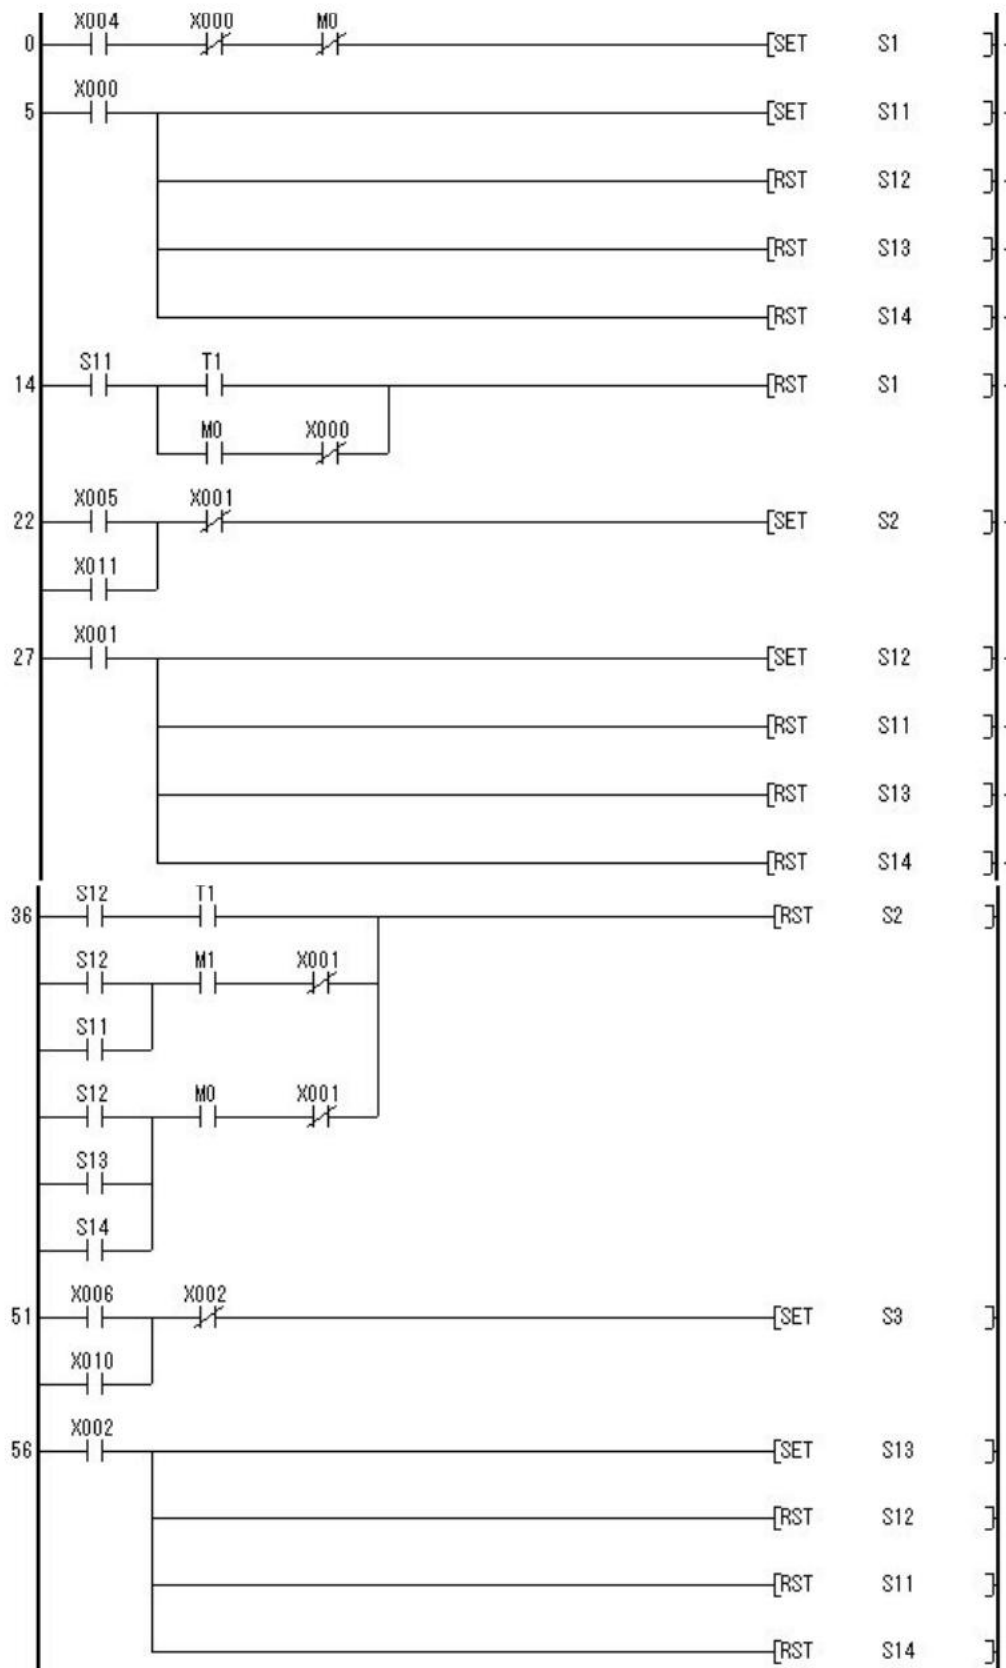 X004 X000 M0
0 [SET S1 ]
X000
5 [SET S11 ]
[RST S12 ]
[RST S13 ]
[RST S14 ]
S11 T1
14 [RST S1 ]
M0 X000
X005 X001
22 [SET S2 ]
X011
X001
27 [SET S12 ]
[RST S11 ]
[RST S13 ]
[RST S14 ]
S12 T1
36 [RST S2 ]
S12 M1 X001
S11
S12 M0 X001
S13
S14
X006 X002
51 [SET S3 ]
X010
X002
56 [SET S13 ]
[RST S12 ]
[RST S11 ]
[RST S14 ]